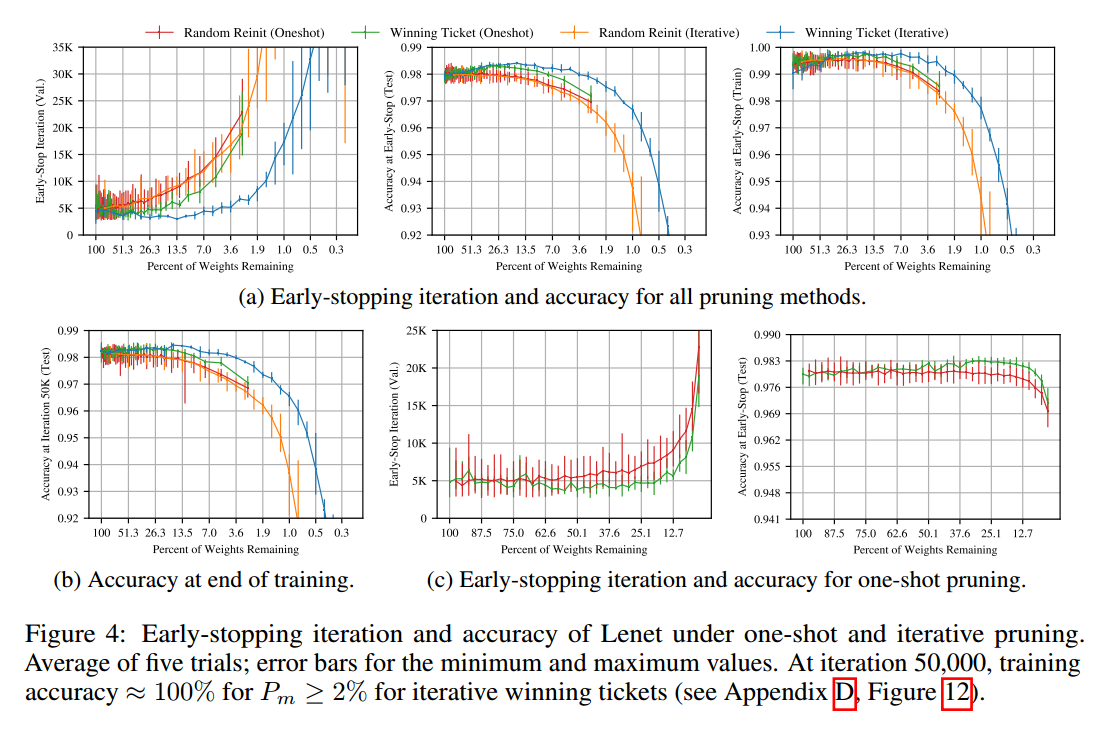 Random Reinit (Oneshot) Winning Ticket (Oneshot) Random Reinit (Iterative) Winning Ticket (Iterative)
Early-Stop Iteration (Val.)
35K
30K
25K
20K
15K
10K
5K
0
100 51.3 26.3 13.5 7.0 3.6 1.9 1.0 0.5 0.3
Percent of Weights Remaining
Accuracy at Early-Stop (Test)
0.99
0.98
0.97
0.96
0.95
0.94
0.93
0.92
100 51.3 26.3 13.5 7.0 3.6 1.9 1.0 0.5 0.3
Percent of Weights Remaining
Accuracy at Early-Stop (Train)
1.00
0.99
0.98
0.97
0.96
0.95
0.94
0.93
100 51.3 26.3 13.5 7.0 3.6 1.9 1.0 0.5 0.3
Percent of Weights Remaining
(a) Early-stopping iteration and accuracy for all pruning methods.
Accuracy at Iteration 50K (Test)
0.99
0.98
0.97
0.96
0.95
0.94
0.93
0.92
100 51.3 26.3 13.5 7.0 3.6 1.9 1.0 0.5 0.3
Percent of Weights Remaining
Early-Stop Iteration (Val.)
25K
20K
15K
10K
5K
0
100 87.5 75.0 62.6 50.1 37.6 25.1 12.7
Percent of Weights Remaining
Accuracy at Early-Stop (Test)
0.990
0.983
0.976
0.969
0.962
0.955
0.948
0.941
100 87.5 75.0 62.6 50.1 37.6 25.1 12.7
Percent of Weights Remaining
(b) Accuracy at end of training.
(c) Early-stopping iteration and accuracy for one-shot pruning.
Figure 4: Early-stopping iteration and accuracy of Lenet under one-shot and iterative pruning.
Average of five trials; error bars for the minimum and maximum values. At iteration 50,000, training
accuracy ≈ 100% for Pₘ ≥ 2% for iterative winning tickets (see Appendix D, Figure 12).